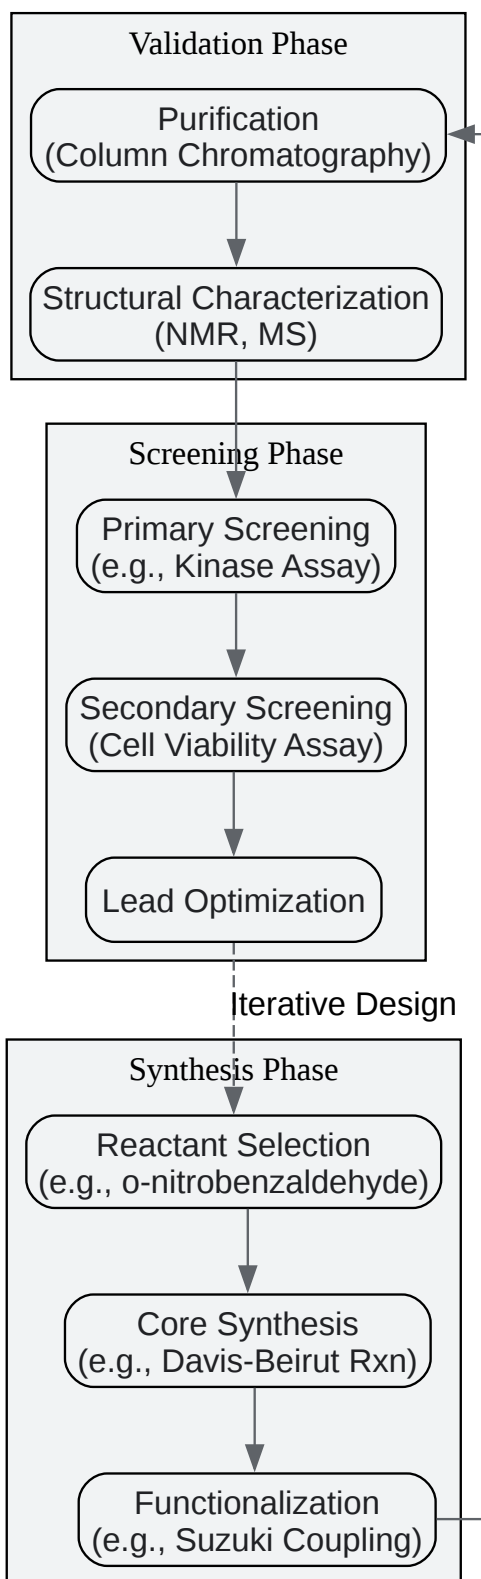 Validation Phase
Purification
(Column Chromatography)
Structural Characterization
(NMR, MS)
Screening Phase
Primary Screening
(e.g., Kinase Assay)
Secondary Screening
(Cell Viability Assay)
Lead Optimization
Iterative Design
Synthesis Phase
Reactant Selection
(e.g., o-nitrobenzaldehyde)
Core Synthesis
(e.g., Davis-Beirut Rxn)
Functionalization
(e.g., Suzuki Coupling)